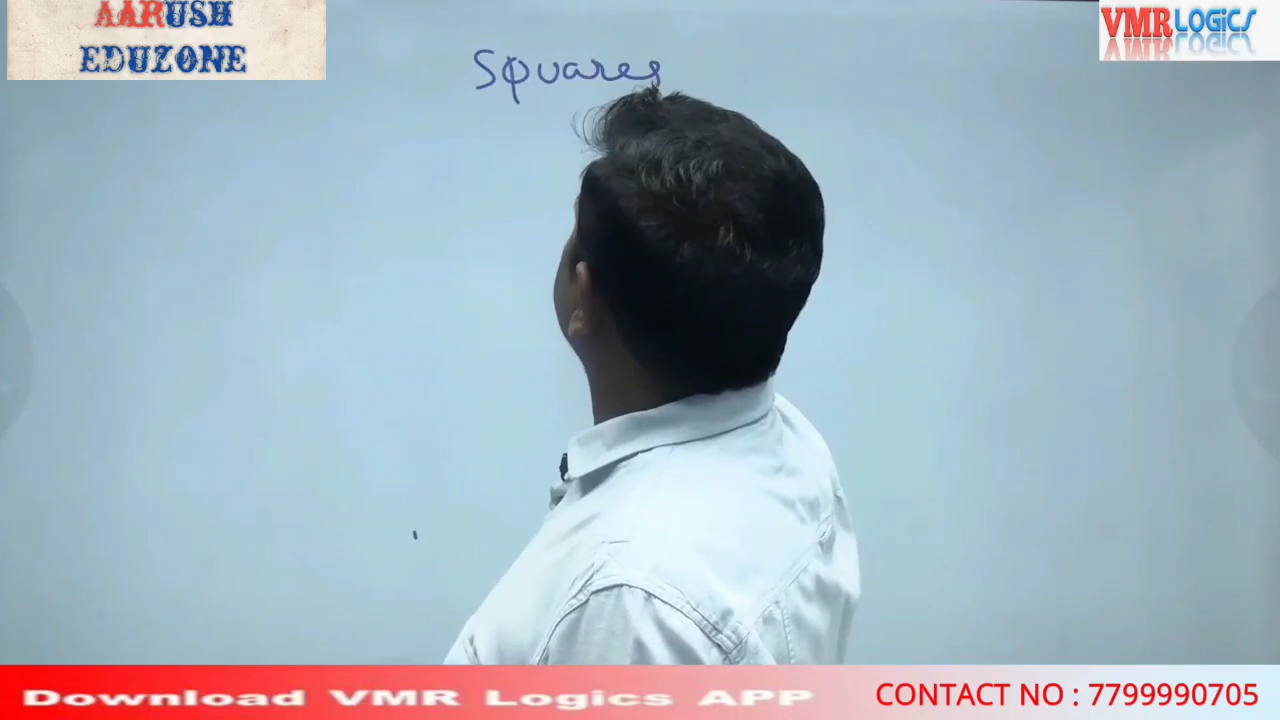 AARUSH
EDUZONE
VMR LOGICS
Squares
Download VMR Logics APP
CONTACT NO : 7799990705